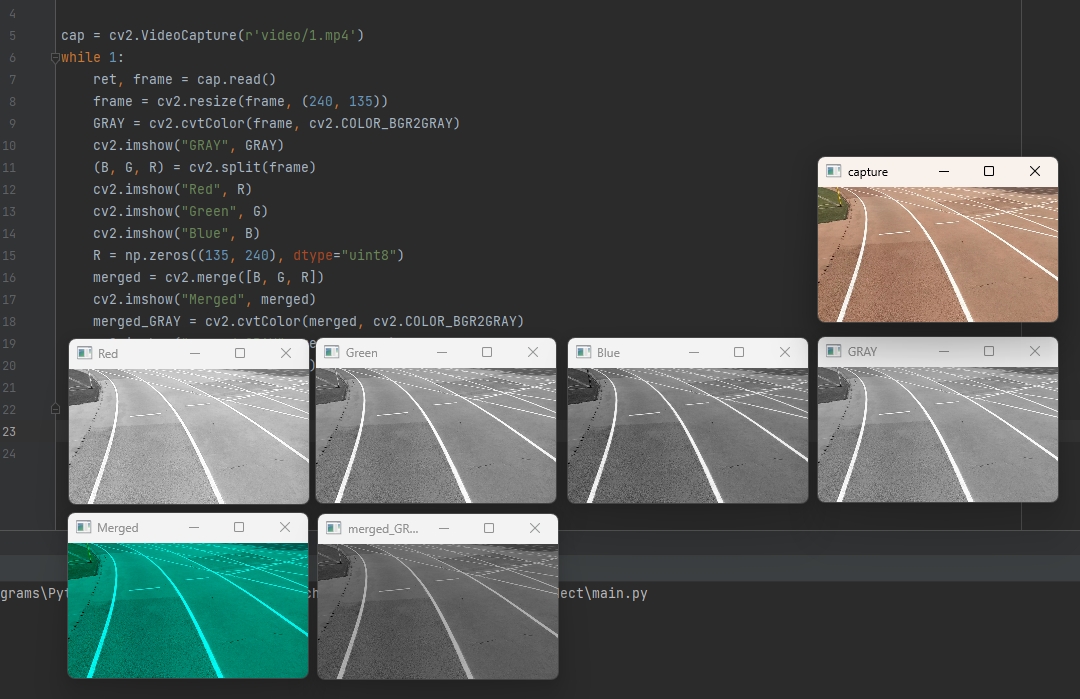 4
5 cap = cv2.VideoCapture(r'video/1.mp4')
6 while 1:
7 ret, frame = cap.read()
8 frame = cv2.resize(frame, (240, 135))
9 GRAY = cv2.cvtColor(frame, cv2.COLOR_BGR2GRAY)
10 cv2.imshow("GRAY", GRAY)
11 (B, G, R) = cv2.split(frame)
12 cv2.imshow("Red", R)
13 cv2.imshow("Green", G)
14 cv2.imshow("Blue", B)
15 R = np.zeros((135, 240), dtype="uint8")
16 merged = cv2.merge([B, G, R])
17 cv2.imshow("Merged", merged)
18 merged_GRAY = cv2.cvtColor(merged, cv2.COLOR_BGR2GRAY)
19
20
21
22
23
24
capture
Red
Green
Blue
GRAY
Merged
merged_GR...
grams\Pyt
ect\main.py